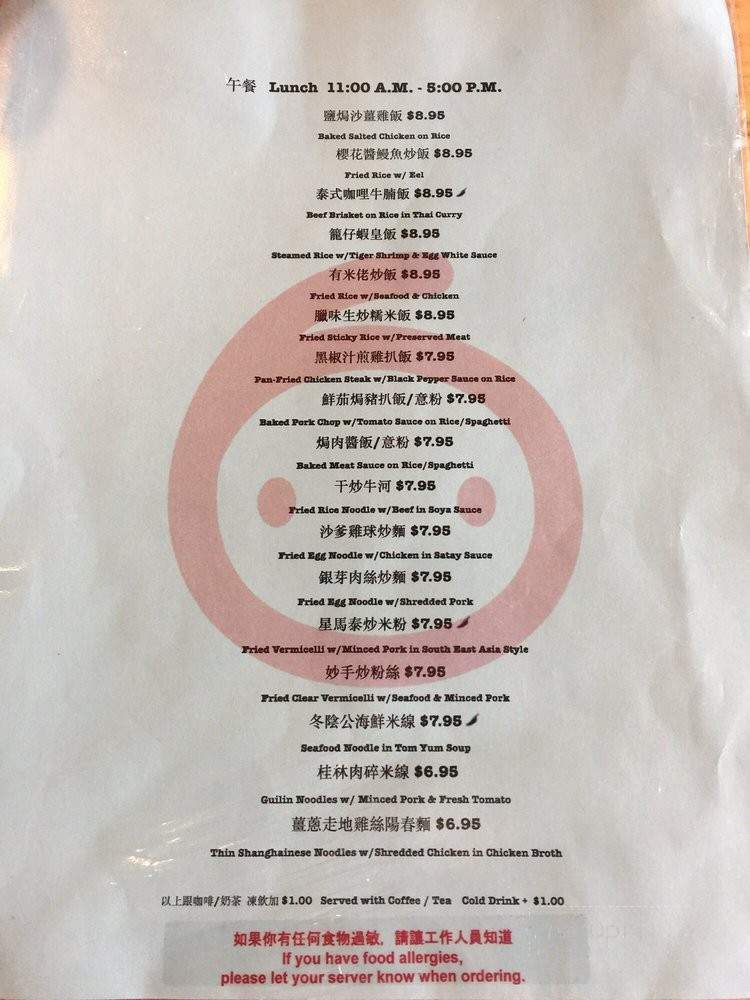 午餐 Lunch 11:00 A.M. - 5:00 P.M.
鹽焗沙薑雞飯 $8.95
Baked Salted Chicken on Rice
櫻花醬鰻魚炒飯 $8.95
Fried Rice w/ Eel
泰式咖哩牛腩飯 $8.95
Beef Brisket on Rice in Thai Curry
籠仔蝦皇飯 $8.95
Steamed Rice w/Tiger Shrimp & Egg White Sauce
有米佬炒飯 $8.95
Fried Rice w/Seafood & Chicken
臘味生炒糯米飯 $8.95
Fried Sticky Rice w/Preserved Meat
黑椒汁煎雞扒飯 $7.95
Pan-Fried Chicken Steak w/Black Pepper Sauce on Rice
鮮茄焗豬扒飯/意粉 $7.95
Baked Pork Chop w/Tomato Sauce on Rice/Spaghetti
焗肉醬飯/意粉 $7.95
Baked Meat Sauce on Rice/Spaghetti
干炒牛河 $7.95
Fried Rice Noodle w/Beef in Soya Sauce
沙爹雞球炒麵 $7.95
Fried Egg Noodle w/Chicken in Satay Sauce
銀芽肉絲炒麵 $7.95
Fried Egg Noodle w/Shredded Pork
星馬泰炒米粉 $7.95
Fried Vermicelli w/Minced Pork in South East Asia Style
妙手炒粉絲 $7.95
Fried Clear Vermicelli w/Seafood & Minced Pork
冬陰公海鮮米線 $7.95
Seafood Noodle in Tom Yum Soup
桂林肉碎米線 $6.95
Guilin Noodles w/ Minced Pork & Fresh Tomato
薑蔥走地雞絲陽春麵 $6.95
Thin Shanghainese Noodles w/Shredded Chicken in Chicken Broth
以上跟咖啡/奶茶 凍飲加 $1.00 Served with Coffee / Tea Cold Drink + $1.00
如果你有任何食物過敏, 請讓工作人員知道
If you have food allergies,
please let your server know when ordering.